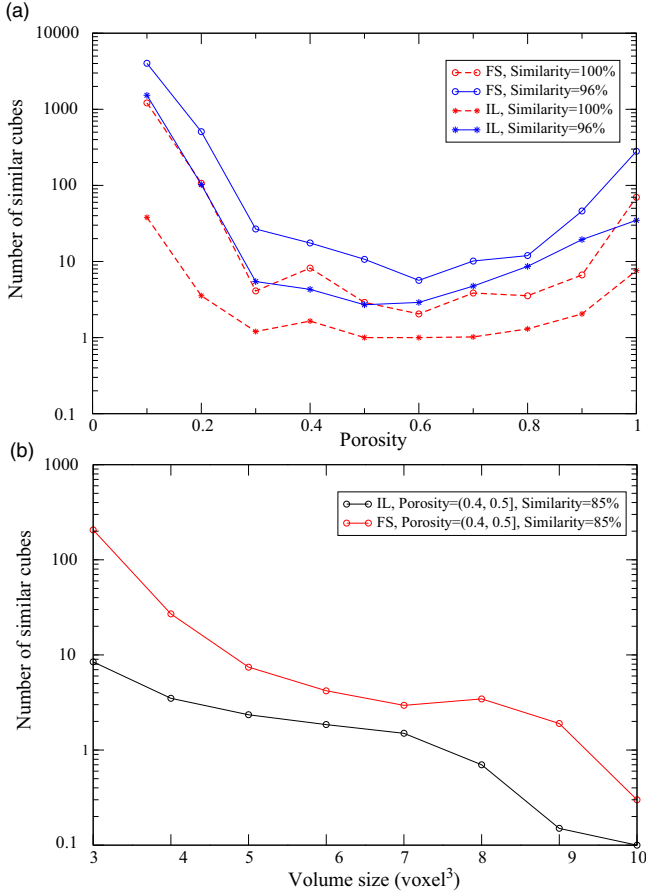 (a)
10000
1000
100
10
1
0.1
Number of similar cubes
FS, Similarity=100%
FS, Similarity=96%
IL, Similarity=100%
IL, Similarity=96%
0 0.2 0.4 0.6 0.8 1
Porosity
(b)
1000
100
10
1
0.1
Number of similar cubes
IL, Porosity=(0.4, 0.5], Similarity=85%
FS, Porosity=(0.4, 0.5], Similarity=85%
3 4 5 6 7 8 9 10
Volume size (voxel³)